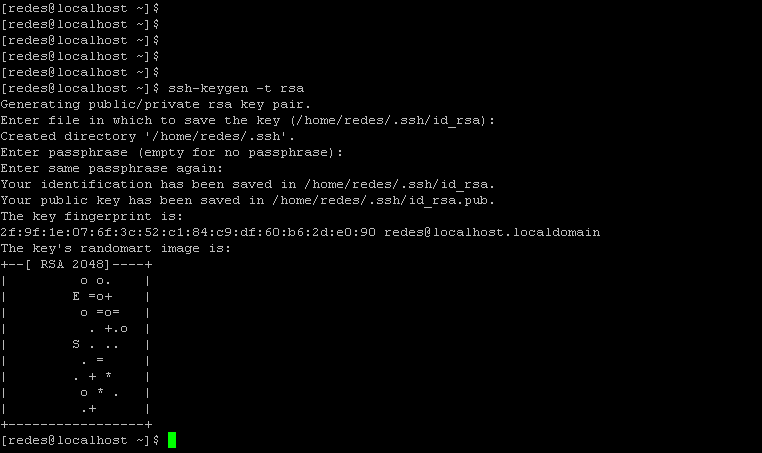 [redes@localhost ~]$
[redes@localhost ~]$
[redes@localhost ~]$
[redes@localhost ~]$
[redes@localhost ~]$
[redes@localhost ~]$ ssh-keygen -t rsa
Generating public/private rsa key pair.
Enter file in which to save the key (/home/redes/.ssh/id_rsa):
Created directory '/home/redes/.ssh'.
Enter passphrase (empty for no passphrase):
Enter same passphrase again:
Your identification has been saved in /home/redes/.ssh/id_rsa.
Your public key has been saved in /home/redes/.ssh/id_rsa.pub.
The key fingerprint is:
2f:9f:1e:07:6f:3c:52:c1:84:c9:df:60:b6:2d:e0:90 redes@localhost.localdomain
The key's randomart image is:
+--[ RSA 2048]----+
|         o o.    |
|        E =o+    |
|         o =o=   |
|          . +.o  |
|        S . ..   |
|         . =     |
|        . + *    |
|         o * .   |
|         .+      |
+-----------------+
[redes@localhost ~]$